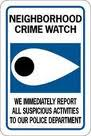 NEIGHBORHOOD
CRIME WATCH
WE IMMEDIATELY REPORT
ALL SUSPICIOUS ACTIVITIES
TO OUR POLICE DEPARTMENT